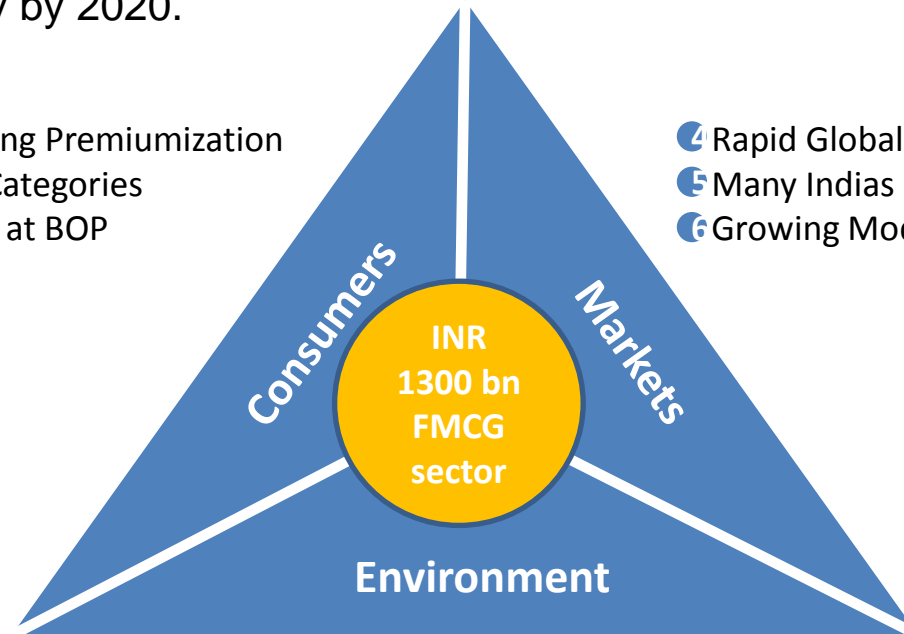 by 2020.
ng Premiumization
Categories
at BOP
4 Rapid Global
5 Many Indias
6 Growing Mo
Consumers
Markets
INR
1300 bn
FMCG
sector
Environment